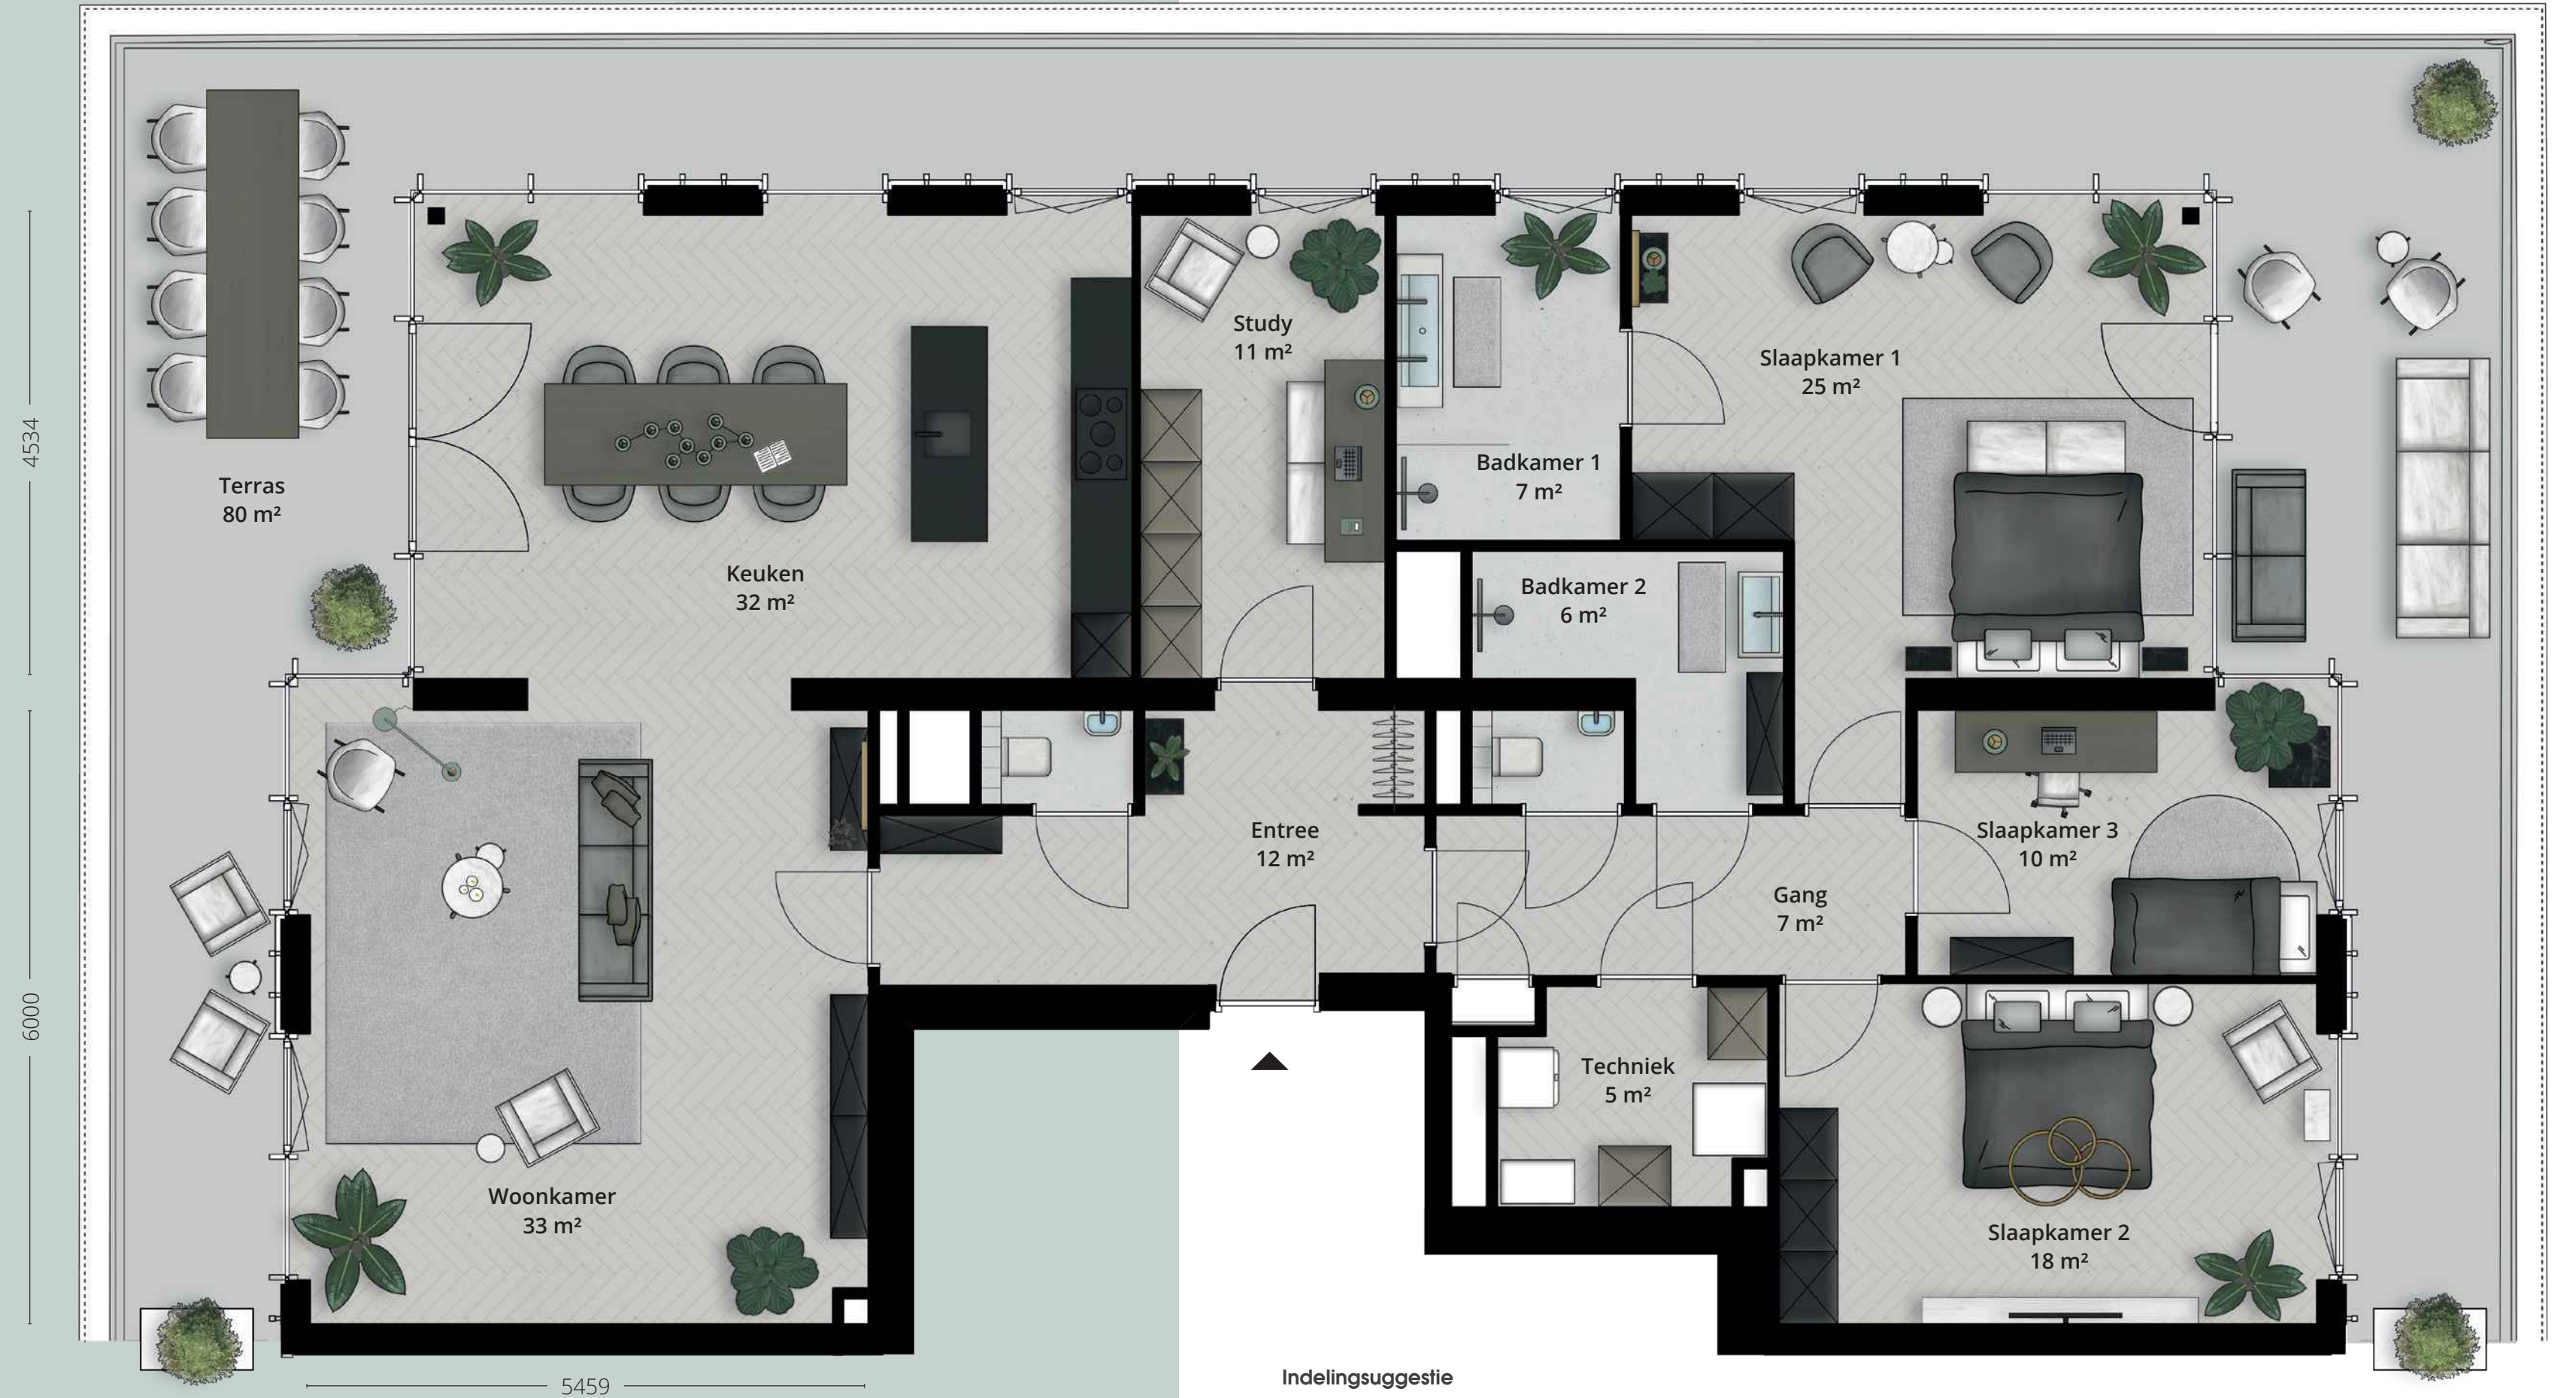 Study
11 m²
Slaapkamer 1
25 m²
4534
Badkamer 1
7 m²
Terras
80 m²
Keuken
32 m²
Badkamer 2
6 m²
Entree
12 m²
Slaapkamer 3
10 m²
Gang
7 m²
6000
Techniek
5 m²
Woonkamer
33 m²
Slaapkamer 2
18 m²
5459
Indelingsuggestie